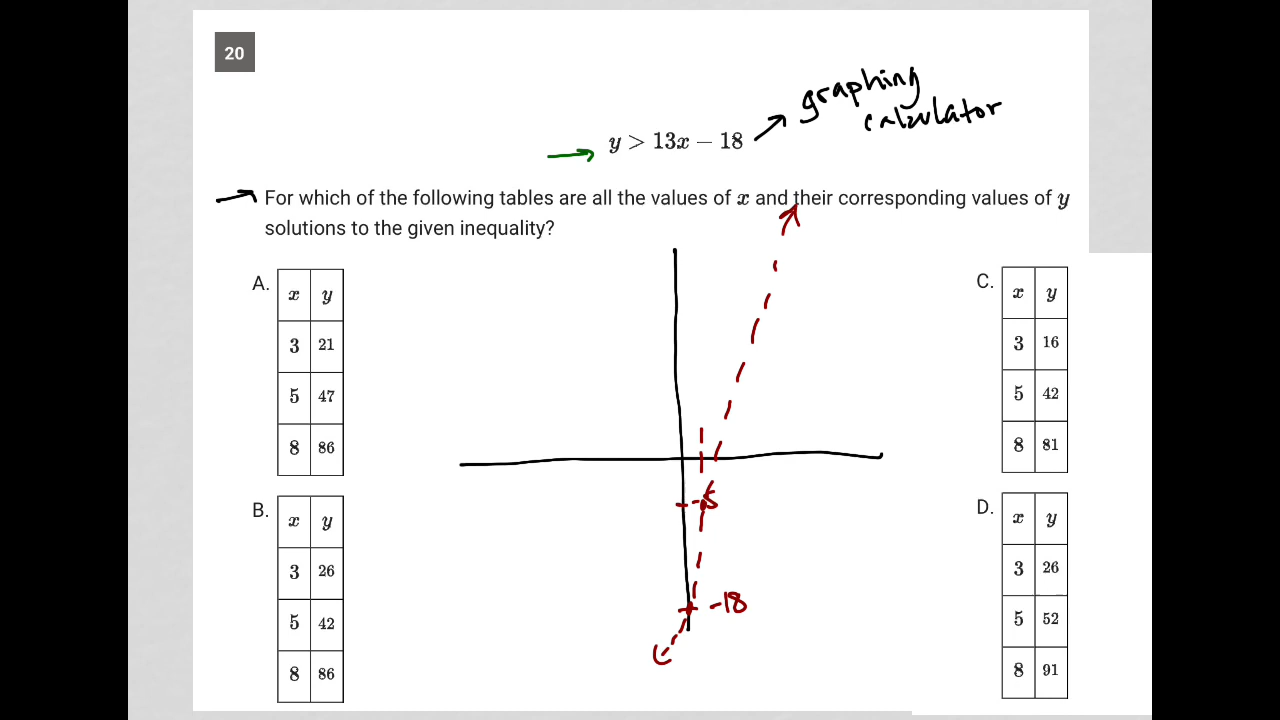 20
graphing
calculator
y > 13x − 18
For which of the following tables are all the values of x and their corresponding values of y
solutions to the given inequality?
A.
x y
3 21
5 47
8 86
B.
x y
3 26
5 42
8 86
C.
x y
3 16
5 42
8 81
D.
x y
3 26
5 52
8 91
-5
-18